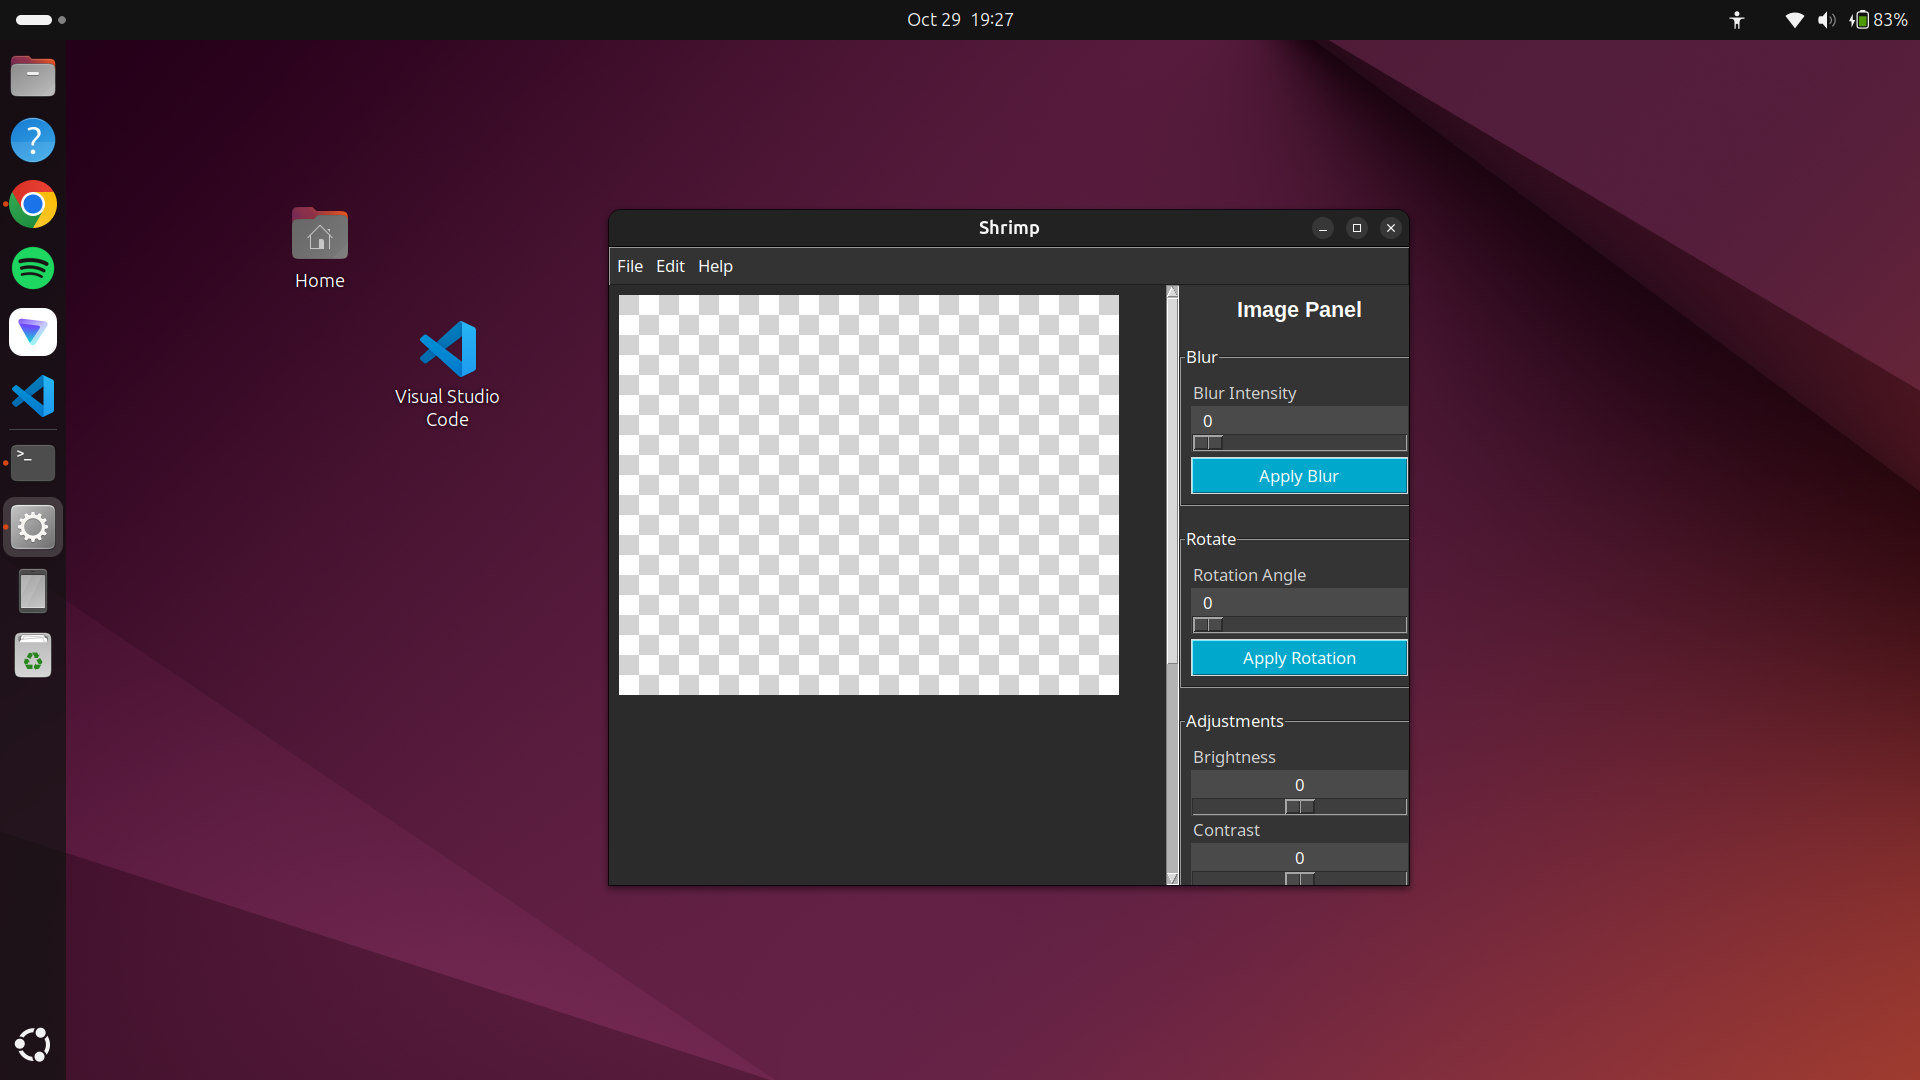 Oct 29 19:27
83%
Home
Visual Studio
Code
Shrimp
File Edit Help
Image Panel
Blur
Blur Intensity
0
Apply Blur
Rotate
Rotation Angle
0
Apply Rotation
Adjustments
Brightness
0
Contrast
0